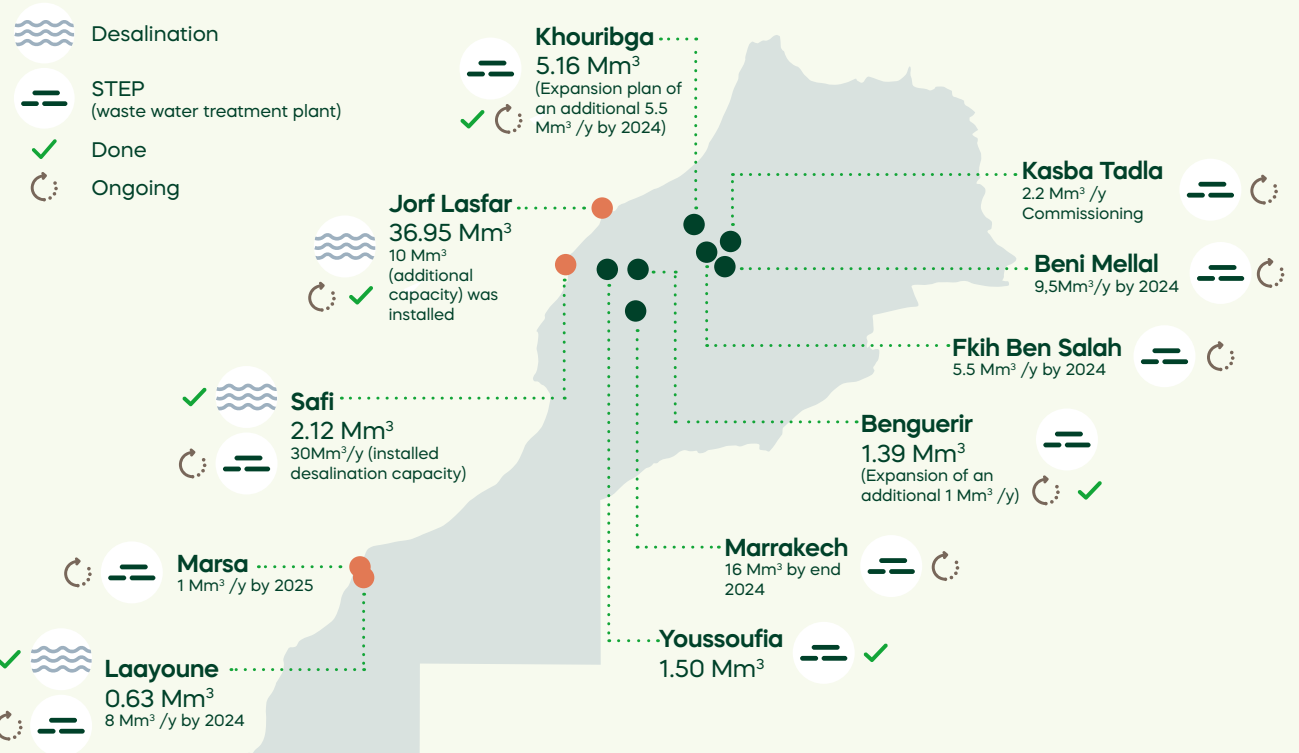 Desalination
STEP
(waste water treatment plant)
Done
Ongoing
Khouribga
5.16 Mm³
(Expansion plan of
an additional 5.5
Mm³ /y by 2024)
Jorf Lasfar
36.95 Mm³
10 Mm³
(additional
capacity) was
installed
Kasba Tadla
2.2 Mm³ /y
Commissioning
Beni Mellal
9,5Mm³/y by 2024
Fkih Ben Salah
5.5 Mm³ /y by 2024
Safi
2.12 Mm³
30Mm³/y (installed
desalination capacity)
Benguerir
1.39 Mm³
(Expansion of an
additional 1 Mm³ /y)
Marsa
1 Mm³ /y by 2025
Marrakech
16 Mm³ by end
2024
Youssoufia
1.50 Mm³
Laayoune
0.63 Mm³
8 Mm³ /y by 2024